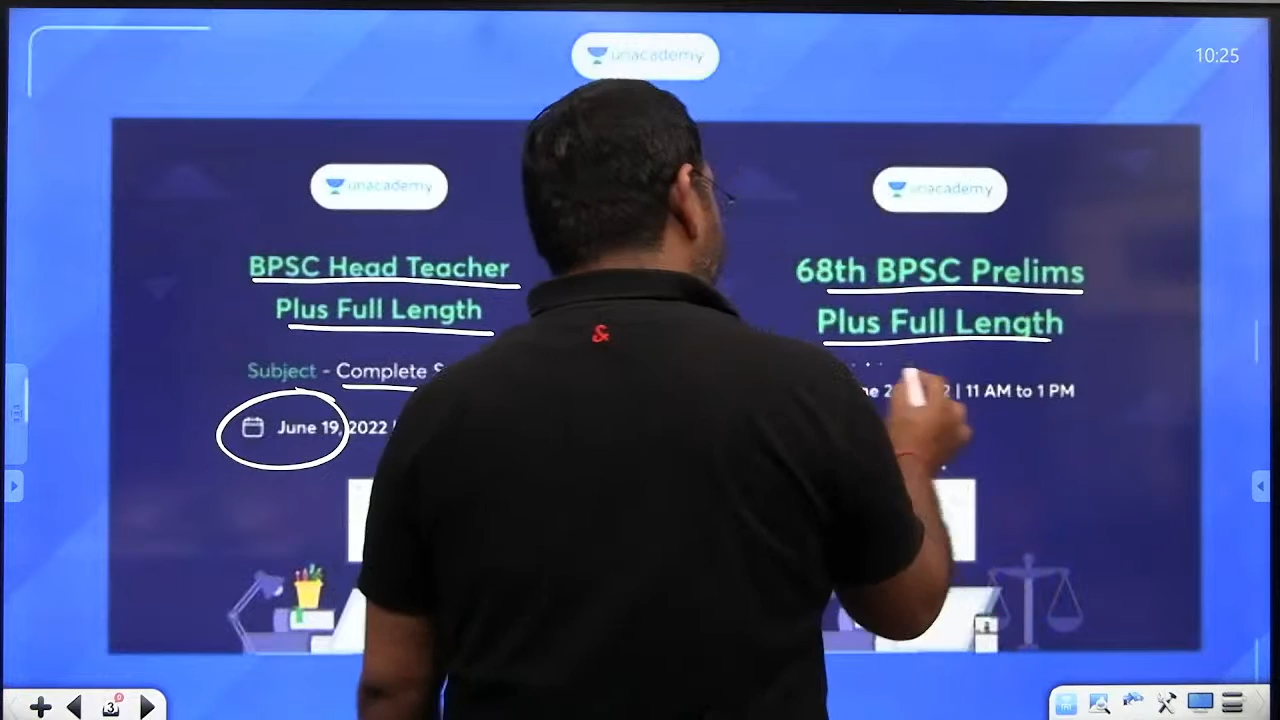 unacademy
10:25
unacademy
BPSC Head Teacher
Plus Full Length
Subject - Complete
June 19, 2022
unacademy
68th BPSC Prelims
Plus Full Length
| 11 AM to 1 PM
&
3